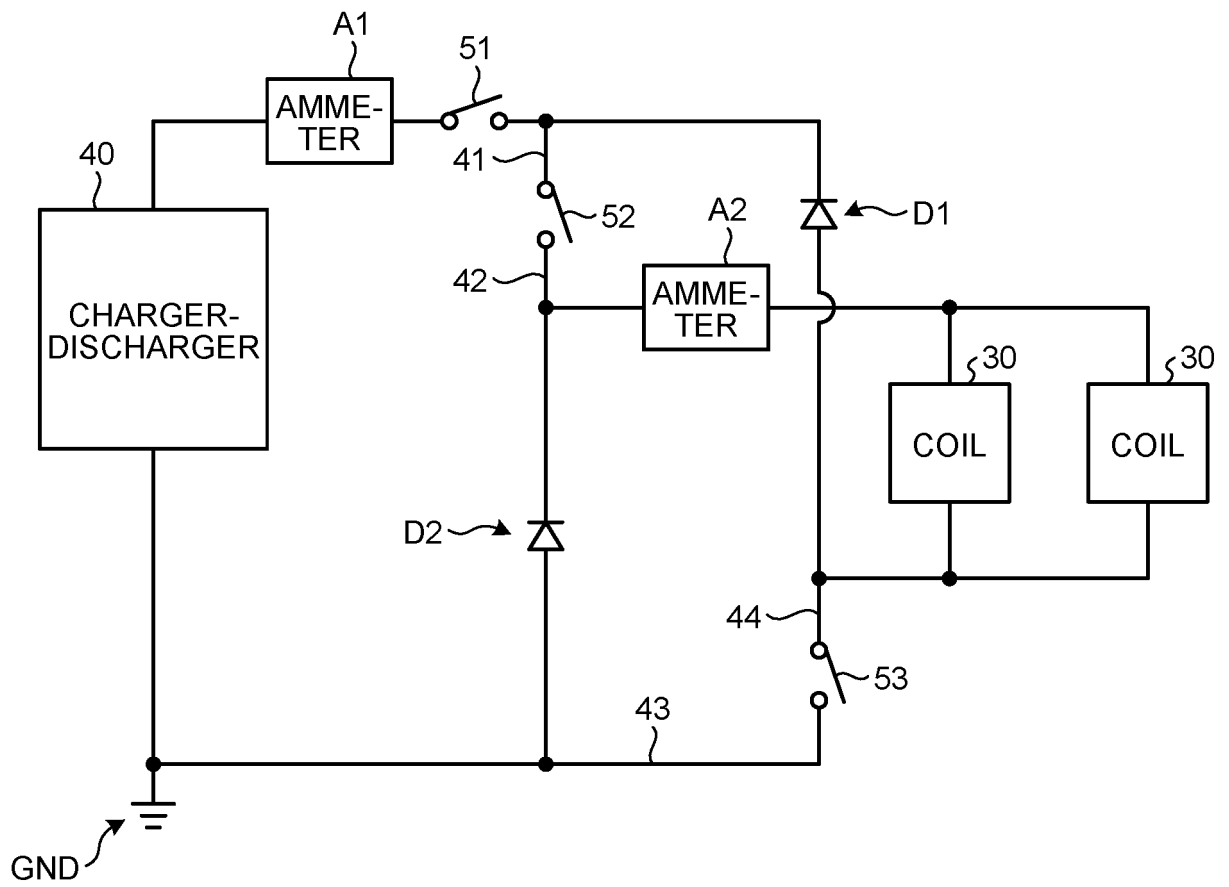 A1
51
AMME-
TER
40
41
52
A2
D1
42
AMME-
TER
CHARGER-
DISCHARGER
30
30
COIL
COIL
D2
44
53
43
GND